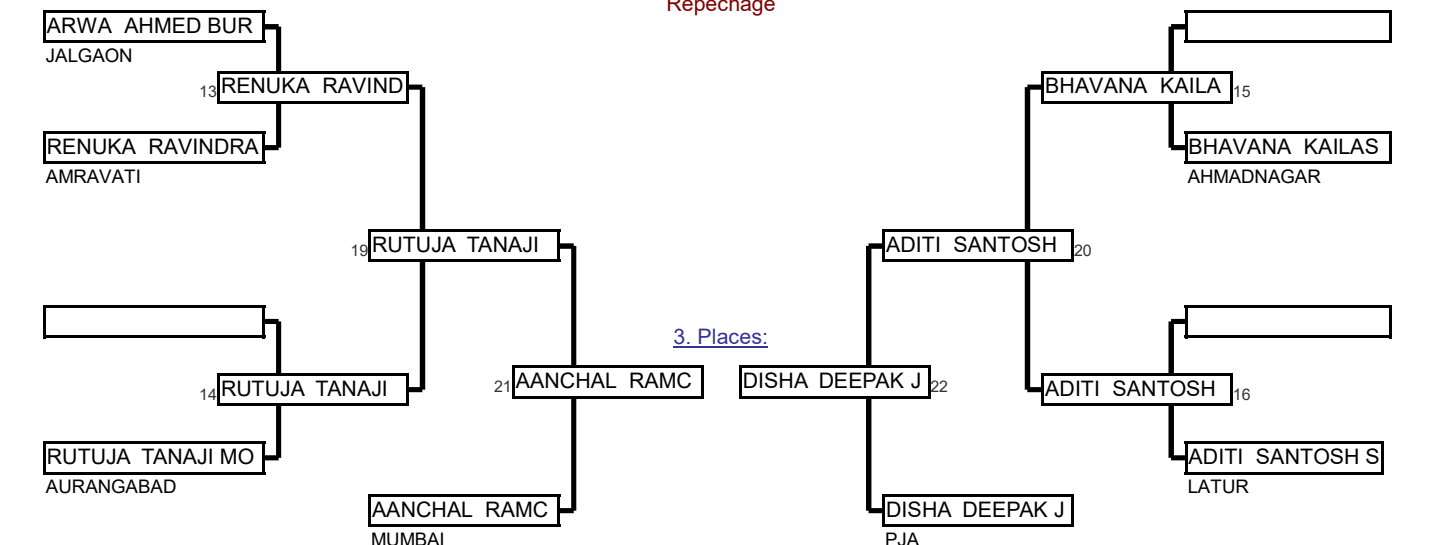 Repechage
ARWA AHMED BUR
JALGAON
13 RENUKA RAVIND
BHAVANA KAILA 15
RENUKA RAVINDRA
BHAVANA KAILAS
AMRAVATI
AHMADNAGAR
19 RUTUJA TANAJI
ADITI SANTOSH 20
3. Places:
14 RUTUJA TANAJI
21 AANCHAL RAMC
DISHA DEEPAK J 22
ADITI SANTOSH 16
RUTUJA TANAJI MO
ADITI SANTOSH S
AURANGABAD
LATUR
AANCHAL RAMC
DISHA DEEPAK J
MUMBAI
PJA